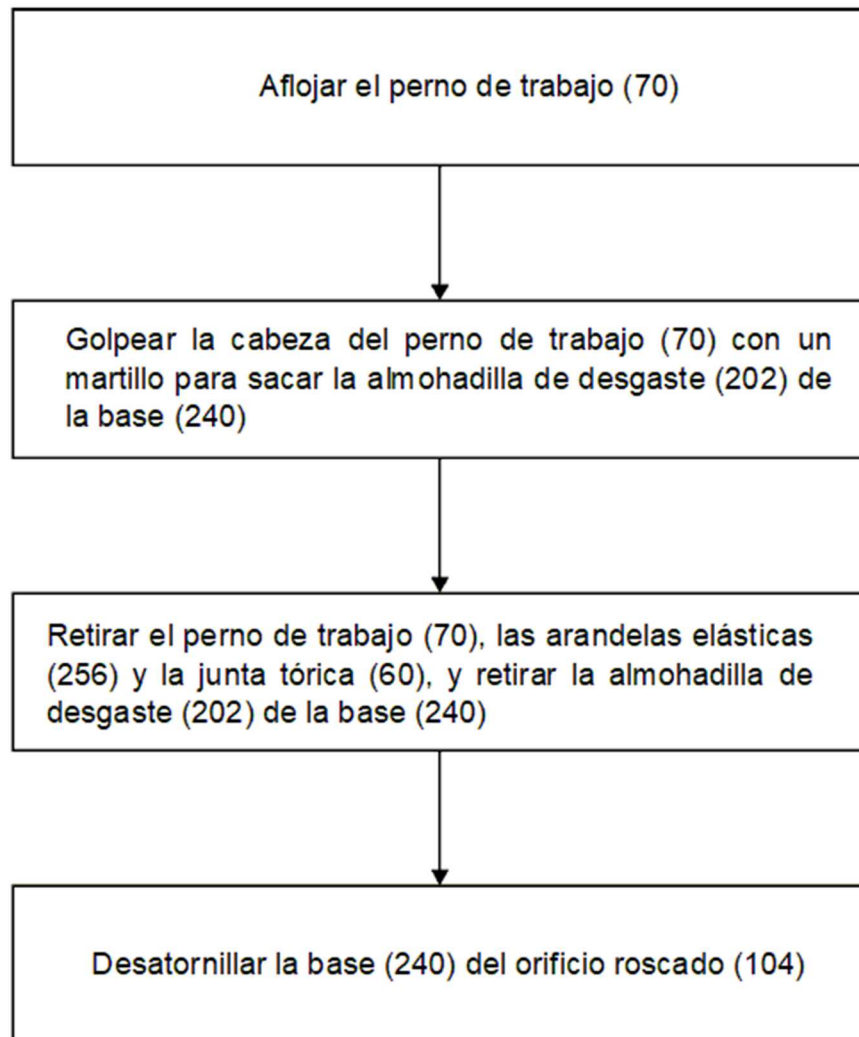 Aflojar el perno de trabajo (70)
Golpear la cabeza del perno de trabajo (70) con un
martillo para sacar la almohadilla de desgaste (202) de
la base (240)
Retirar el perno de trabajo (70), las arandelas elásticas
(256) y la junta tórica (60), y retirar la almohadilla de
desgaste (202) de la base (240)
Desatornillar la base (240) del orificio roscado (104)